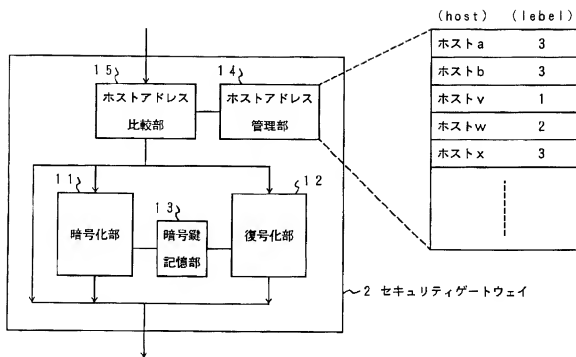 (host) (lebel)
ホストa 3
ホストb 3
ホストv 1
ホストw 2
ホストx 3
15
14
ホストアドレス
比較部
ホストアドレス
管理部
11
12
13
暗号化部
暗号鍵
記憶部
復号化部
2 セキュリティゲートウェイ